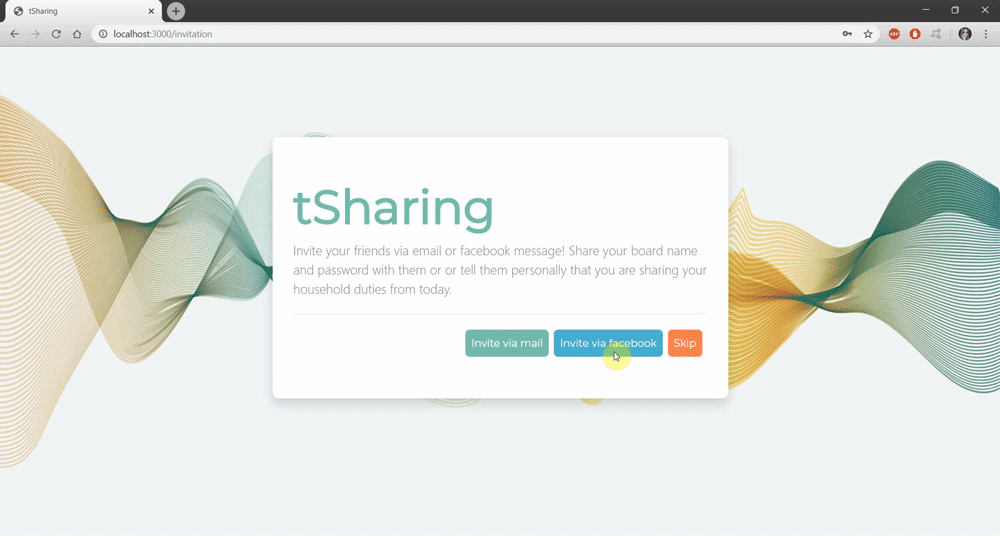 tSharing
localhost:3000/invitation
ABP
tSharing
Invite your friends via email or facebook message! Share your board name
and password with them or or tell them personally that you are sharing your
household duties from today.
Invite via mail
Invite via facebook
Skip